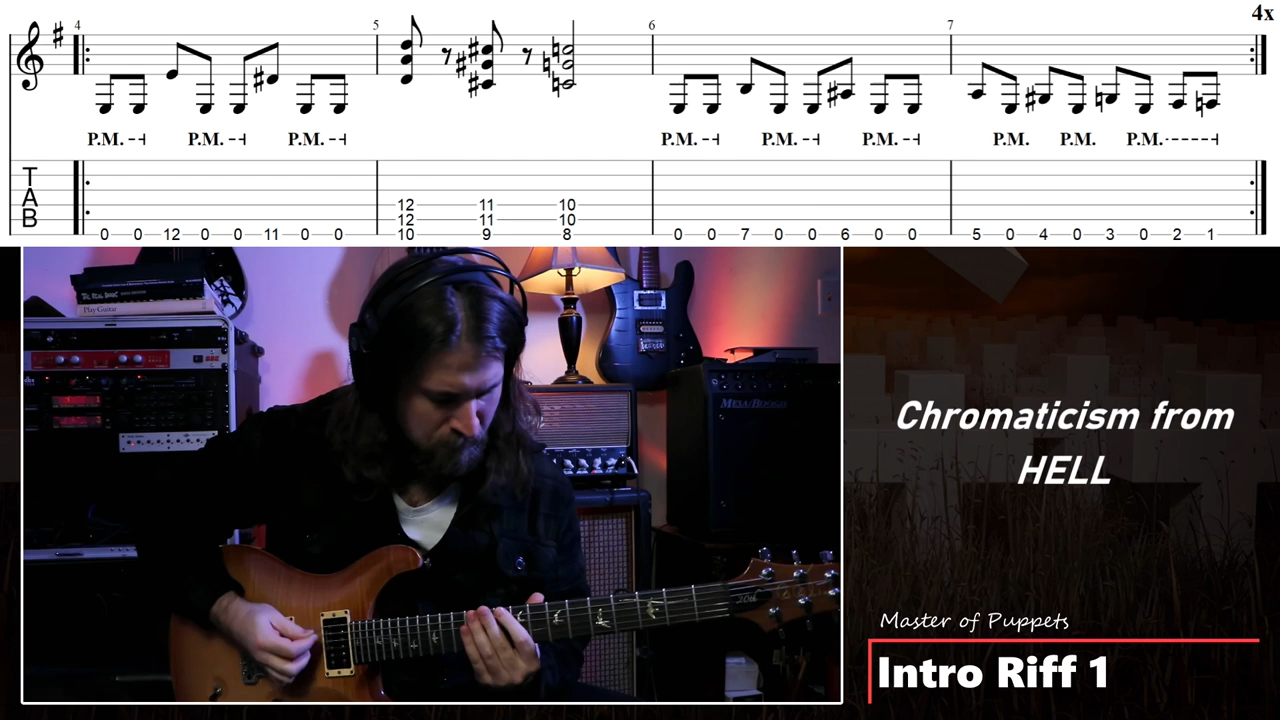 4x
4 5 6 7
P.M. P.M. P.M. P.M. P.M. P.M. P.M. P.M. P.M.
T
A 12 11 10
B 12 11 10
0 0 12 0 0 11 0 0 10 9 8 0 0 7 0 0 6 0 0 5 0 4 0 3 0 2 1
Play Guitar
MESA/BOOGIE
Chromaticism from
HELL
20th
Master of Puppets
Intro Riff 1